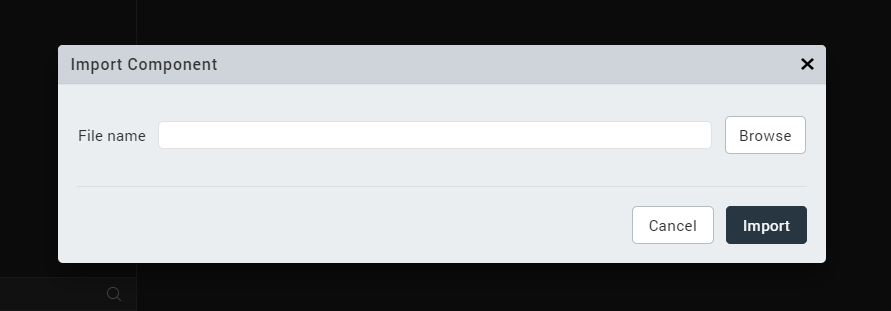 Import Component
File name
Browse
Cancel
Import